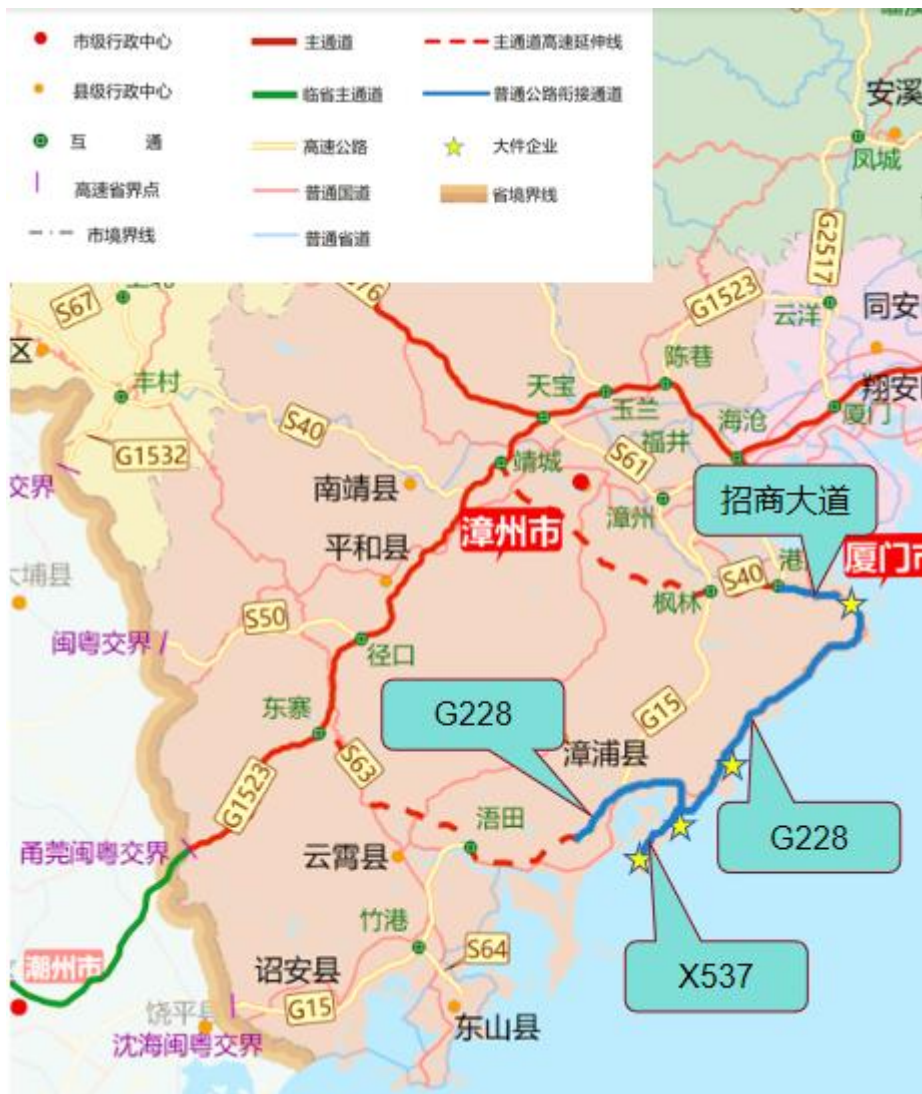 市级行政中心
主通道
主通道高速延伸线
县级行政中心
临省主通道
普通公路衔接通道
互 通
高速公路
大件企业
高速省界点
普通国道
省境界线
市境界线
普通省道
安溪
凤城
G2517
S67
76
G1523
云洋
同安
区
丰村
陈巷
天宝
玉兰
翔安
厦门
海沧
福井
S40
G1532
靖城
S61
交界
南靖县
漳州市
漳州
招商大道
平和县
厦门市
大埔县
S40
港
枫林
S50
闽粤交界
径口
G228
G15
东寨
漳浦县
S63
G1523
浯田
G228
甬莞闽粤交界
云霄县
竹港
潮州市
诏安县
S64
X537
G15
饶平县
东山县
沈海闽粤交界